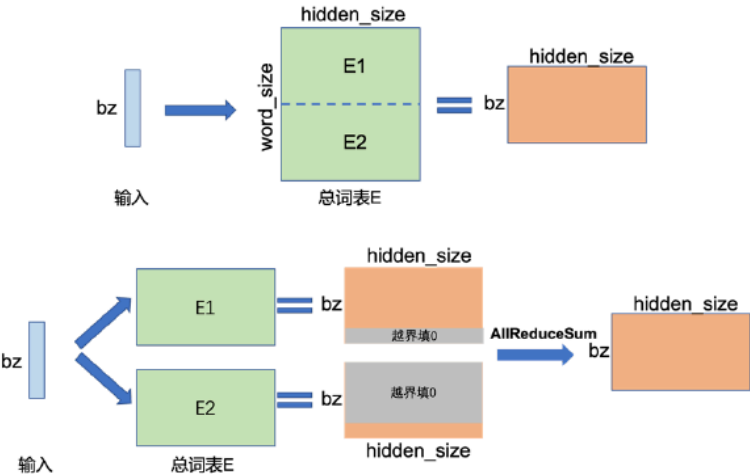 hidden_size
word_size
E1
E2
bz
bz
hidden_size
输入
总词表E
hidden_size
bz
E1
bz
越界填0
AllReduceSum
hidden_size
bz
bz
E2
bz
越界填0
hidden_size
输入
总词表E